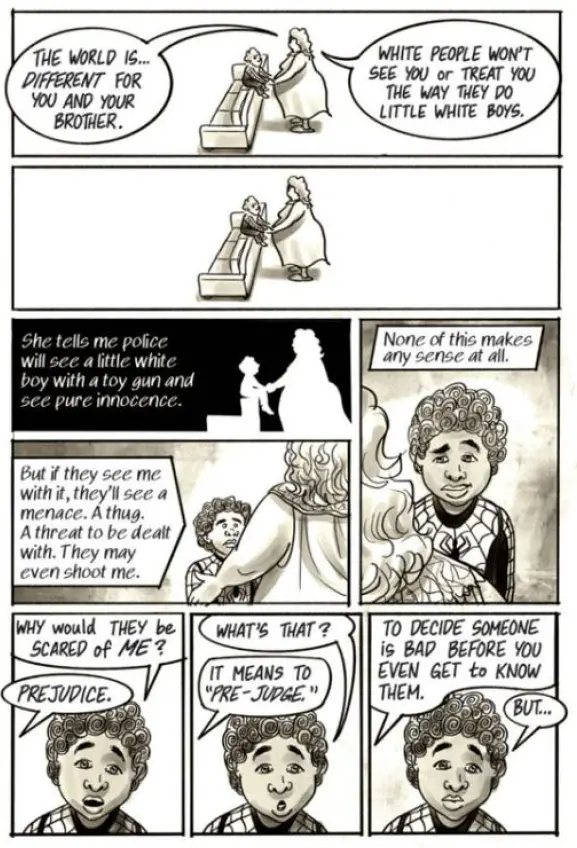 THE WORLD IS...
DIFFERENT FOR
YOU AND YOUR
BROTHER.
WHITE PEOPLE WON'T
SEE YOU or TREAT YOU
THE WAY THEY DO
LITTLE WHITE BOYS.
She tells me police
will see a little white
boy with a toy gun and
see pure innocence.
But if they see me
with it, they'll see a
menace. A thug.
A threat to be dealt
with. They may
even shoot me.
None of this makes
any sense at all.
WHY would THEY be
SCARED of ME?
PREJUDICE.
WHAT'S THAT?
IT MEANS TO
"PRE-JUDGE."
TO DECIDE SOMEONE
is BAD BEFORE YOU
EVEN GET to KNOW
THEM.
BUT...